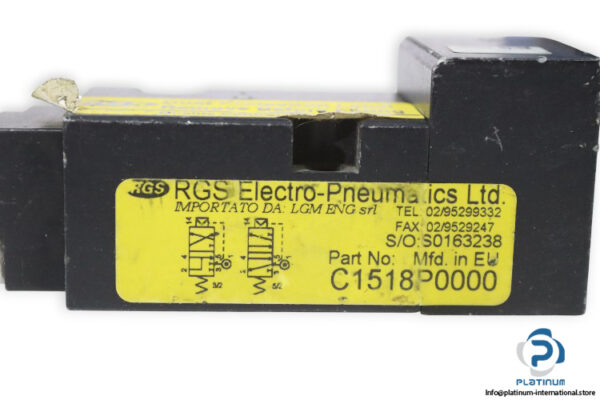 RGS RGS Electro-Pneumatics Ltd.
IMPORTATO DA: LGM ENG srl
TEL: 02/95299332
FAX: 02/9529247
S/O:S0163238
Part No: Mfd. in EU
C1518P0000
5/2 5/2
PLATINUM
info@platinum-international.store